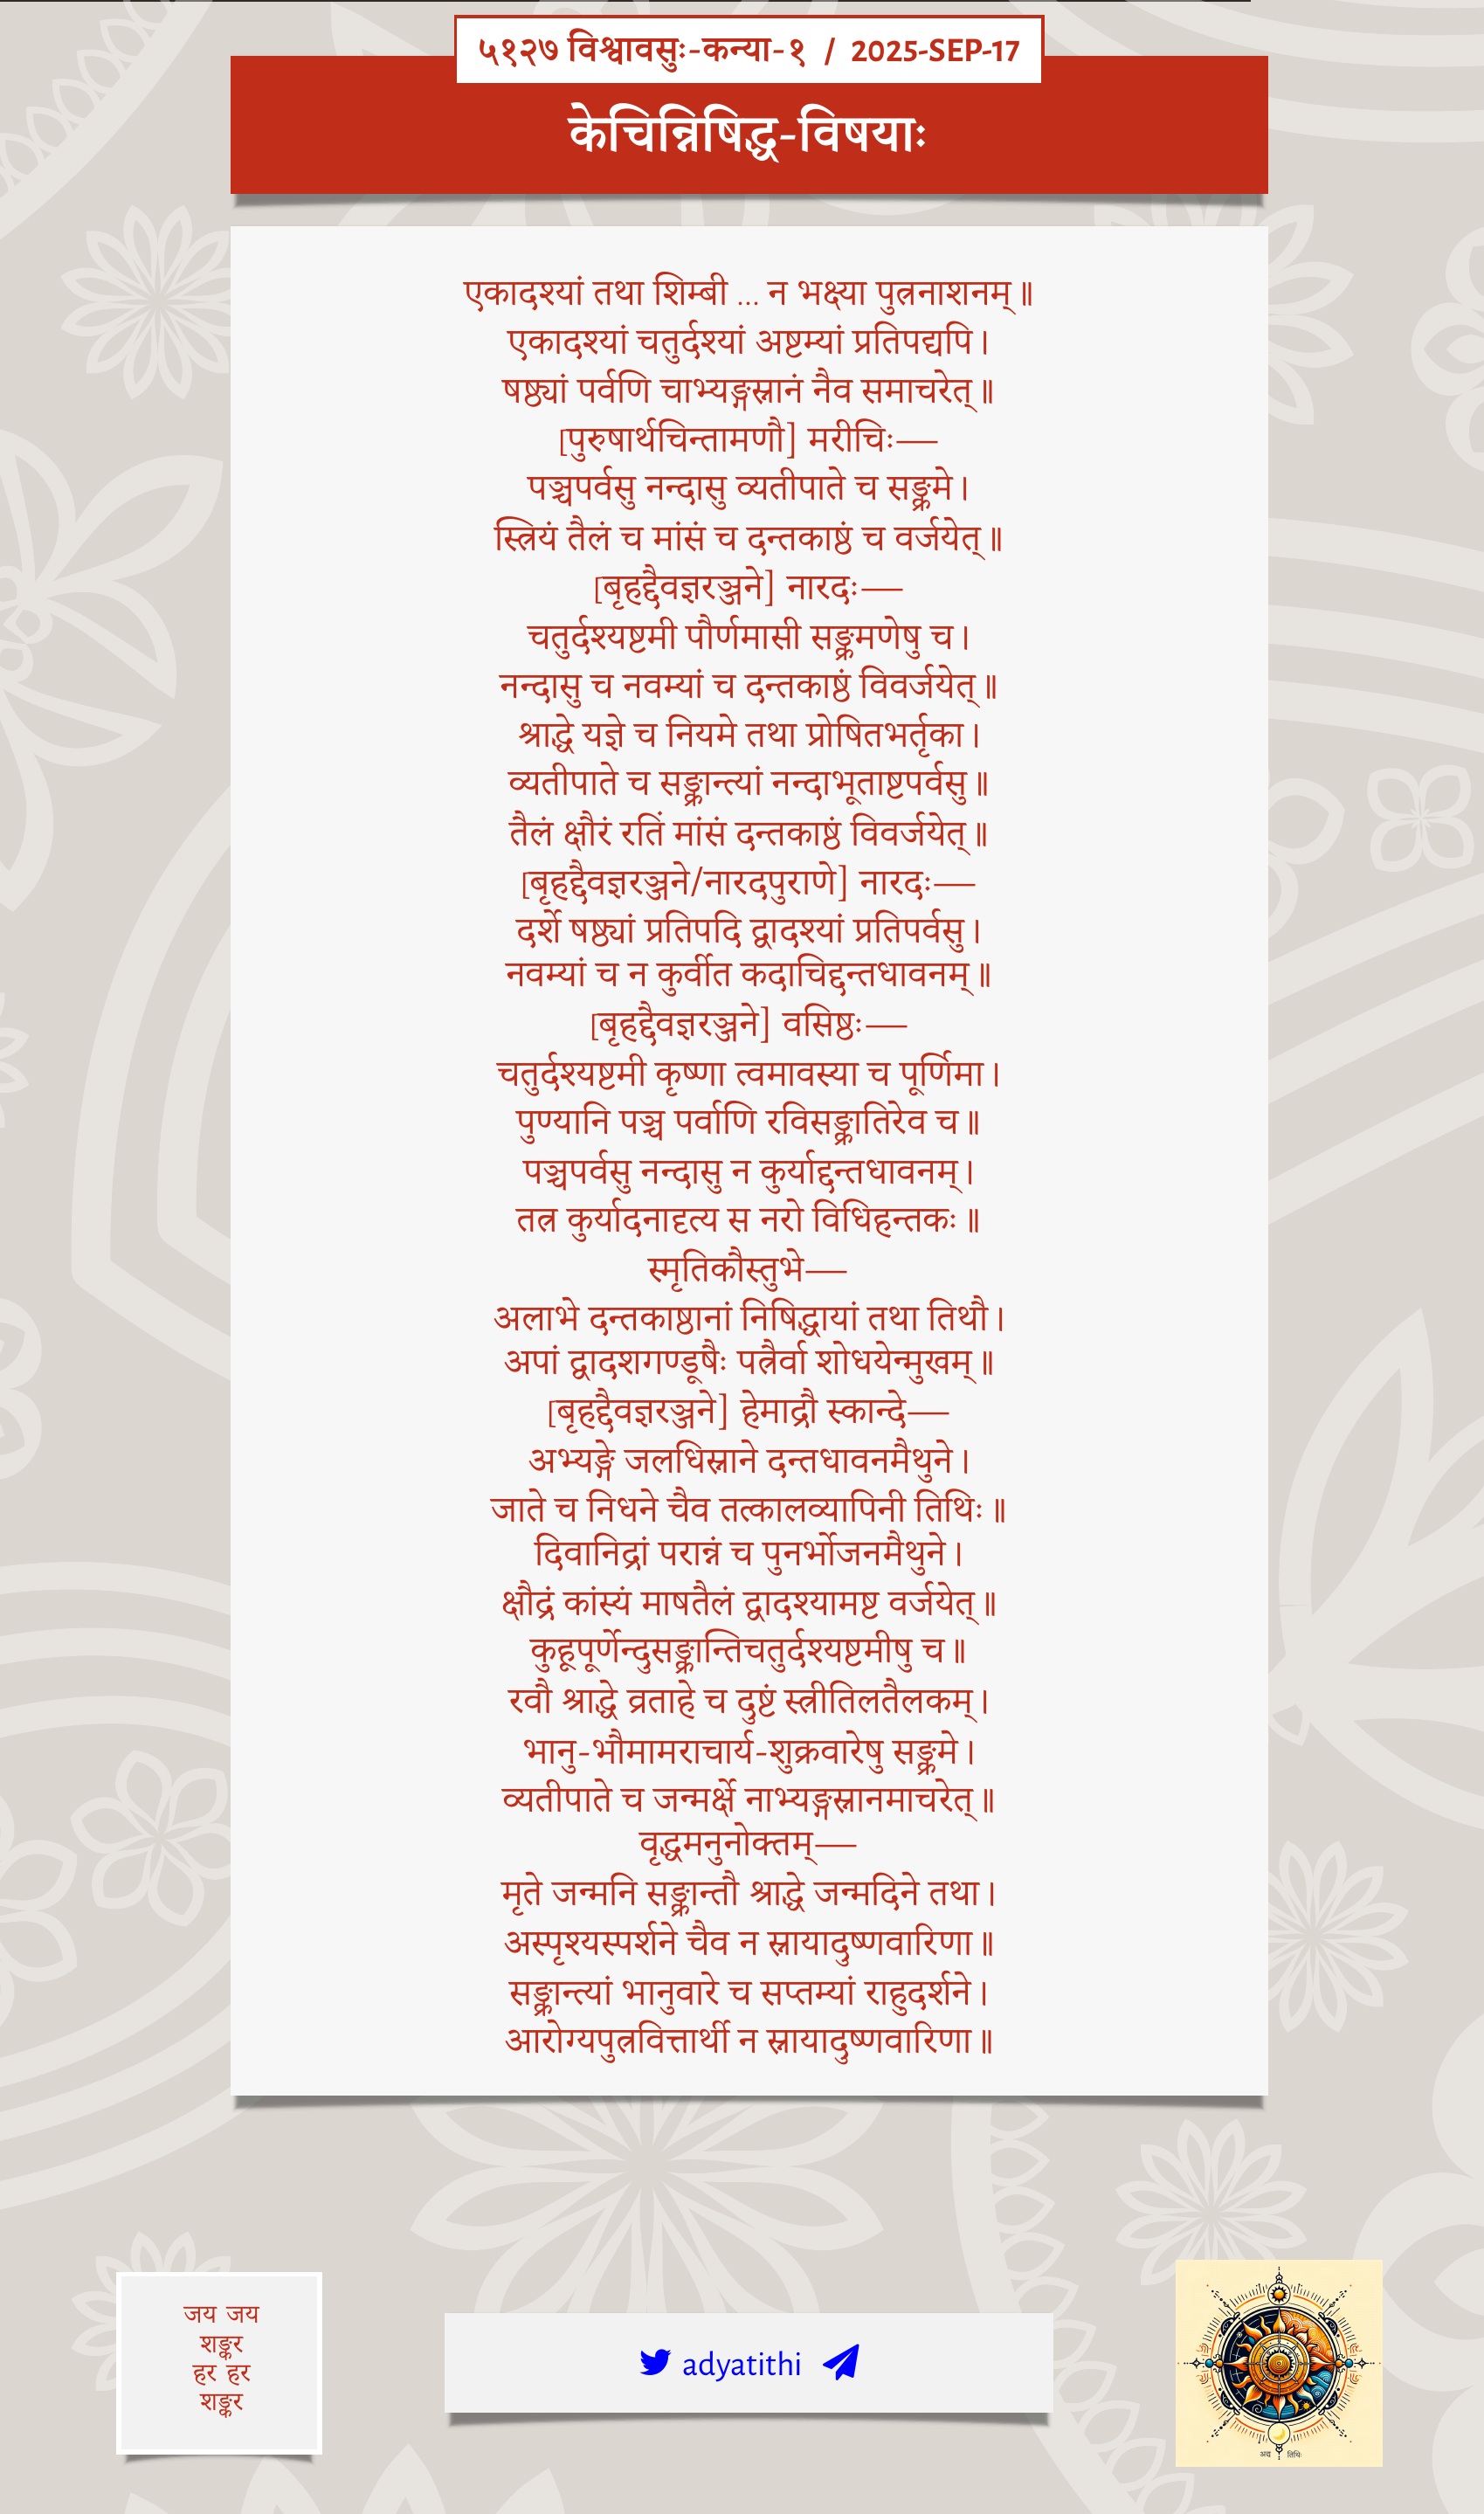 ५१२७ विश्वावसुः-कन्या-१ / 2025-SEP-17
केचिन्निषिद्ध-विषयाः
एकादश्यां तथा शिम्बी … न भक्ष्या पुत्रनाशनम्॥
एकादश्यां चतुर्दश्यां अष्टम्यां प्रतिपद्यपि।
षष्ठ्यां पर्वणि चाभ्यङ्गस्नानं नैव समाचरेत्॥
[पुरुषार्थचिन्तामणौ] मरीचिः—
पञ्चपर्वसु नन्दासु व्यतीपाते च सङ्क्रमे।
स्त्रियं तैलं च मांसं च दन्तकाष्ठं च वर्जयेत्॥
[बृहद्दैवज्ञरञ्जने] नारदः—
चतुर्दश्यष्टमी पौर्णमासी सङ्क्रमणेषु च।
नन्दासु च नवम्यां च दन्तकाष्ठं विवर्जयेत्॥
श्राद्धे यज्ञे च नियमे तथा प्रोषितभर्तृका।
व्यतीपाते च सङ्क्रान्त्यां नन्दाभूताष्टपर्वसु॥
तैलं क्षौरं रतिं मांसं दन्तकाष्ठं विवर्जयेत्॥
[बृहद्दैवज्ञरञ्जने/नारदपुराणे] नारदः—
दर्शे षष्ठ्यां प्रतिपदि द्वादश्यां प्रतिपर्वसु।
नवम्यां च न कुर्वीत कदाचिद्दन्तधावनम्॥
[बृहद्दैवज्ञरञ्जने] वसिष्ठः—
चतुर्दश्यष्टमी कृष्णा त्वमावस्या च पूर्णिमा।
पुण्यानि पञ्च पर्वाणि रविसङ्क्रातिरेव च॥
पञ्चपर्वसु नन्दासु न कुर्याद्दन्तधावनम्।
तत्र कुर्यादनादृत्य स नरो विधिहन्तकः॥
स्मृतिकौस्तुभे—
अलाभे दन्तकाष्ठानां निषिद्धायां तथा तिथौ।
अपां द्वादशगण्डूषैः पत्रैर्वा शोधयेन्मुखम्॥
[बृहद्दैवज्ञरञ्जने] हेमाद्रौ स्कान्दे—
अभ्यङ्गे जलधिस्नाने दन्तधावनमैथुने।
जाते च निधने चैव तत्कालव्यापिनी तिथिः॥
दिवानिद्रां परान्नं च पुनर्भोजनमैथुने।
क्षौद्रं कांस्यं माषतैलं द्वादश्यामष्ट वर्जयेत्॥
कुहूपूर्णेन्दुसङ्क्रान्तिचतुर्दश्यष्टमीषु च॥
रवौ श्राद्धे व्रताहे च दुष्टं स्त्रीतिलतैलकम्।
भानु-भौमामराचार्य-शुक्रवारेषु सङ्क्रमे।
व्यतीपाते च जन्मर्क्षे नाभ्यङ्गस्नानमाचरेत्॥
वृद्धमनुनोक्तम्—
मृते जन्मनि सङ्क्रान्तौ श्राद्धे जन्मदिने तथा।
अस्पृश्यस्पर्शने चैव न स्नायादुष्णवारिणा॥
सङ्क्रान्त्यां भानुवारे च सप्तम्यां राहुदर्शने।
आरोग्यपुत्रवित्तार्थी न स्नायादुष्णवारिणा॥
जय जय
शङ्कर
हर हर
शङ्कर
adyatithi
अद्य तिथिः